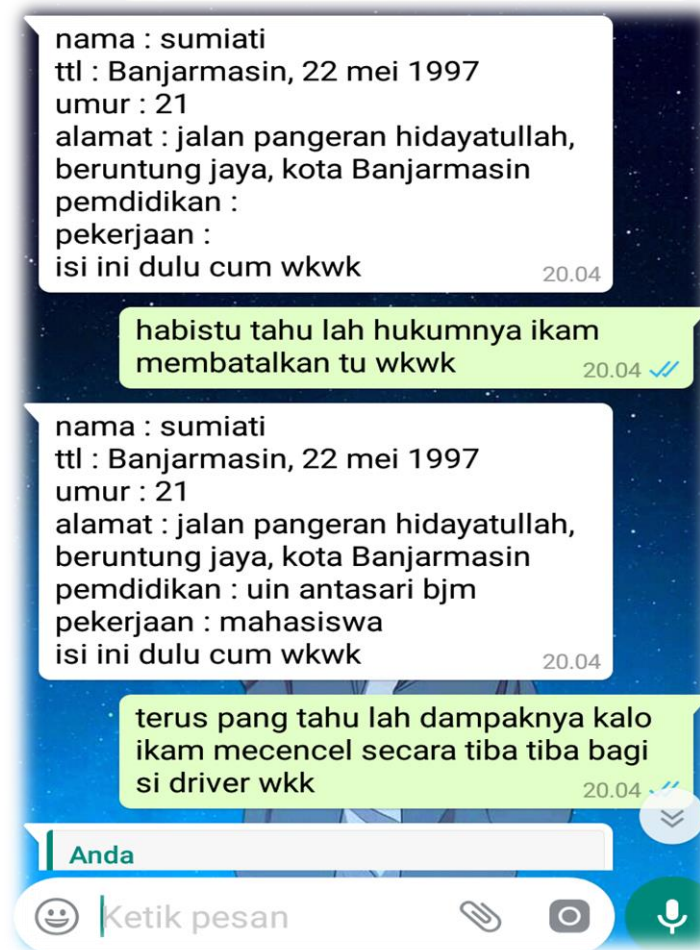 nama : sumiati
ttl : Banjarmasin, 22 mei 1997
umur : 21
alamat : jalan pangeran hidayatullah,
beruntung jaya, kota Banjarmasin
pemdidikan :
pekerjaan :
isi ini dulu cum wkwk
20.04
habistu tahu lah hukumnya ikam
membatalkan tu wkwk
20.04
nama : sumiati
ttl : Banjarmasin, 22 mei 1997
umur : 21
alamat : jalan pangeran hidayatullah,
beruntung jaya, kota Banjarmasin
pemdidikan : uin antasari bjm
pekerjaan : mahasiswa
isi ini dulu cum wkwk
20.04
terus pang tahu lah dampaknya kalo
ikam mecencel secara tiba tiba bagi
si driver wkk
20.04
Anda
Ketik pesan